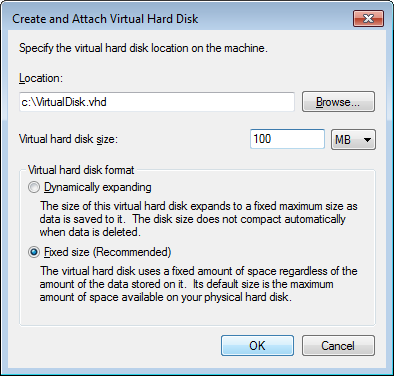 Create and Attach Virtual Hard Disk
Specify the virtual hard disk location on the machine.
Location:
c:\VirtualDisk.vhd
Browse...
Virtual hard disk size:
100
MB
Virtual hard disk format
Dynamically expanding
The size of this virtual hard disk expands to a fixed maximum size as
data is saved to it.  The disk size does not compact automatically
when data is deleted.
Fixed size (Recommended)
The virtual hard disk uses a fixed amount of space regardless of the
amount of the data stored on it.  Its default size is the maximum
amount of space available on your physical hard disk.
OK
Cancel